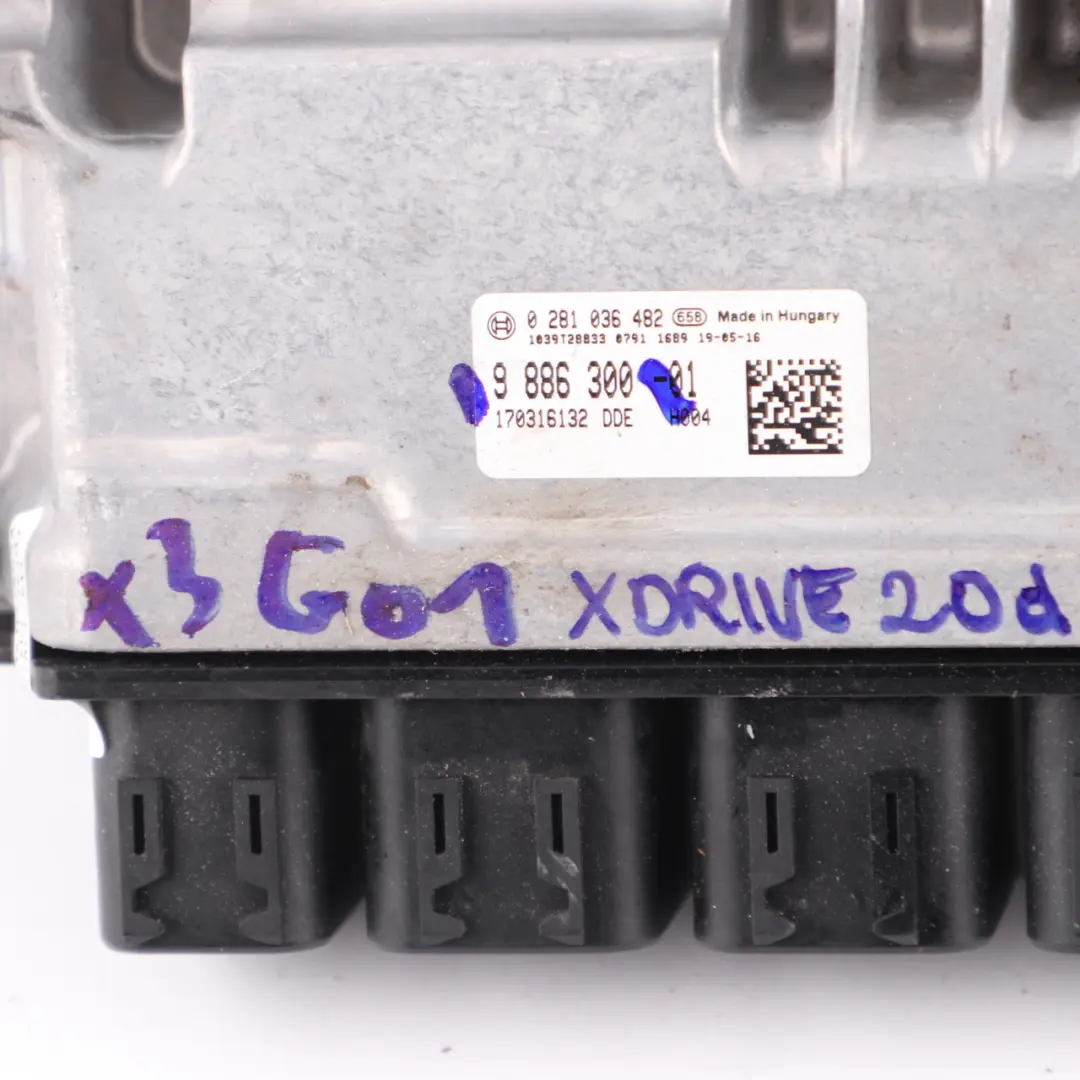 0 281 036 482 65B Made in Hungary
1039T28833 0791 1689 19-05-16
9 886 300 -01
170316132 DDE H004
X3 G01 XDRIVE 20d